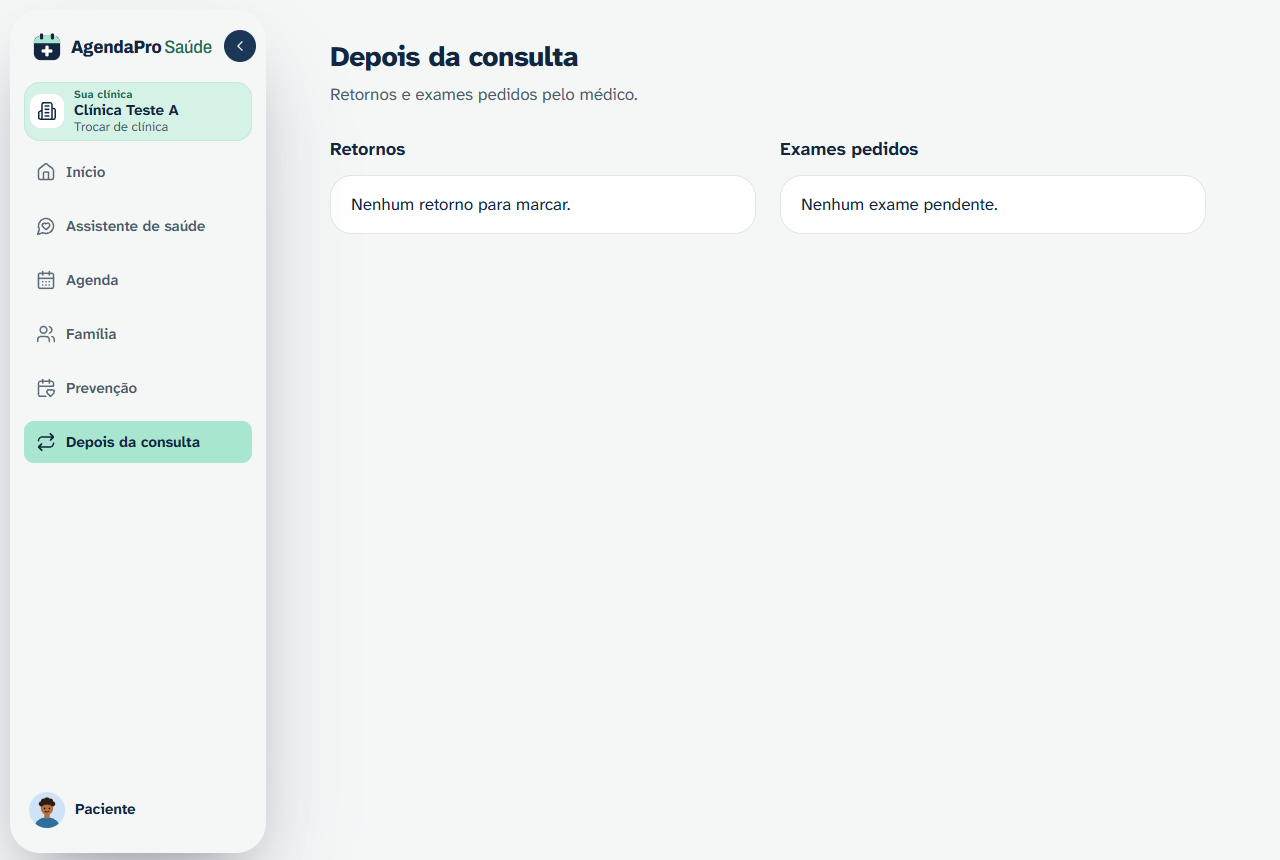 AgendaPro Saúde
Sua clínica
Clínica Teste A
Trocar de clínica
Início
Assistente de saúde
Agenda
Família
Prevenção
Depois da consulta
Paciente
Depois da consulta
Retornos e exames pedidos pelo médico.
Retornos
Nenhum retorno para marcar.
Exames pedidos
Nenhum exame pendente.